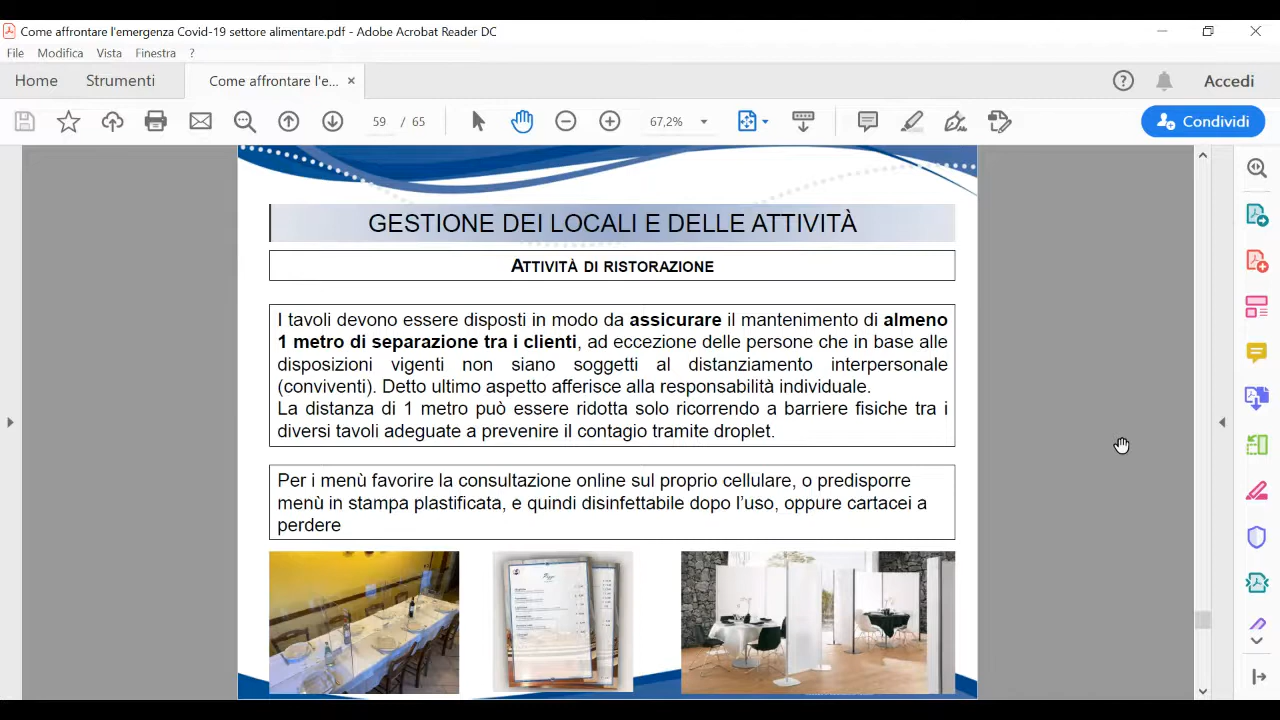 Come affrontare l'emergenza Covid-19 settore alimentare.pdf - Adobe Acrobat Reader DC
File Modifica Vista Finestra ?
Home Strumenti Come affrontare l'e... Accedi
59 / 65 67,2% Condividi
GESTIONE DEI LOCALI E DELLE ATTIVITÀ
ATTIVITÀ DI RISTORAZIONE
I tavoli devono essere disposti in modo da assicurare il mantenimento di almeno
1 metro di separazione tra i clienti, ad eccezione delle persone che in base alle
disposizioni vigenti non siano soggetti al distanziamento interpersonale
(conviventi). Detto ultimo aspetto afferisce alla responsabilità individuale.
La distanza di 1 metro può essere ridotta solo ricorrendo a barriere fisiche tra i
diversi tavoli adeguate a prevenire il contagio tramite droplet.
Per i menù favorire la consultazione online sul proprio cellulare, o predisporre
menù in stampa plastificata, e quindi disinfettabile dopo l'uso, oppure cartacei a
perdere